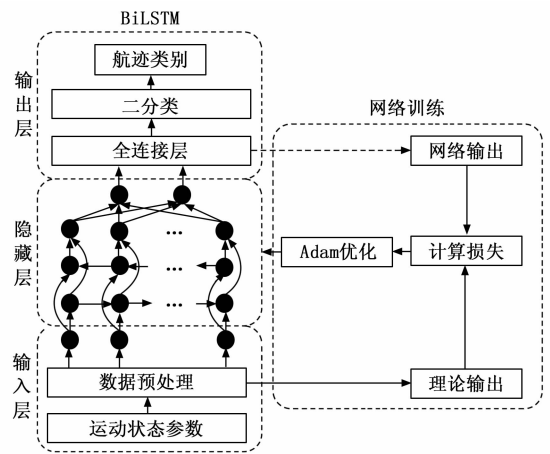 BiLSTM
航迹类别
二分类
全连接层
输出层
隐藏层
...
...
...
输入层
数据预处理
运动状态参数
网络训练
网络输出
Adam优化
计算损失
理论输出